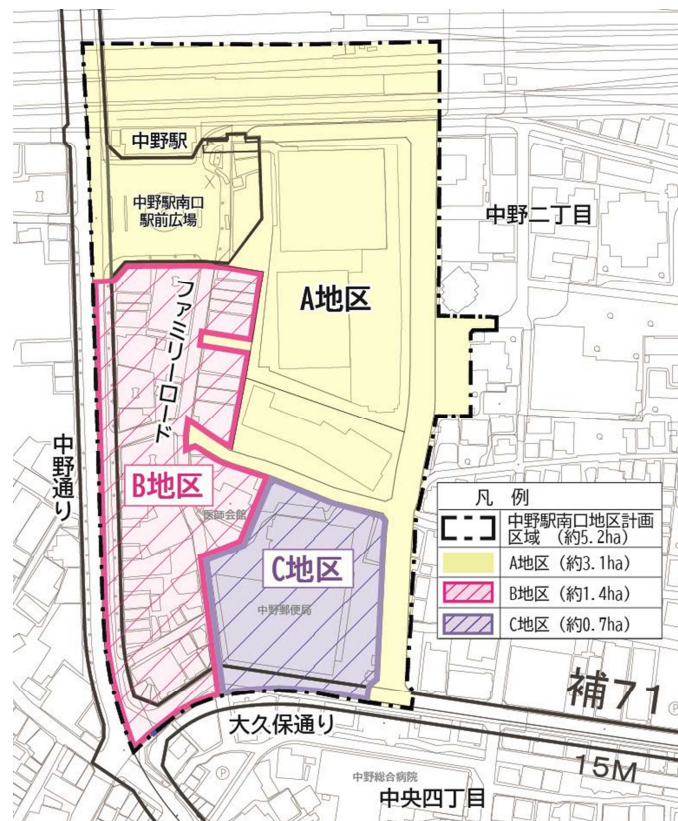 中野駅
中野駅南口
駅前広場
中野二丁目
A地区
ファミリーロード
中野通り
B地区
医師会館
C地区
中野郵便局
凡 例
中野駅南口地区計画
区域 (約5.2ha)
A地区 (約3.1ha)
B地区 (約1.4ha)
C地区 (約0.7ha)
補71
大久保通り
15M
中野総合病院
中央四丁目
P
P